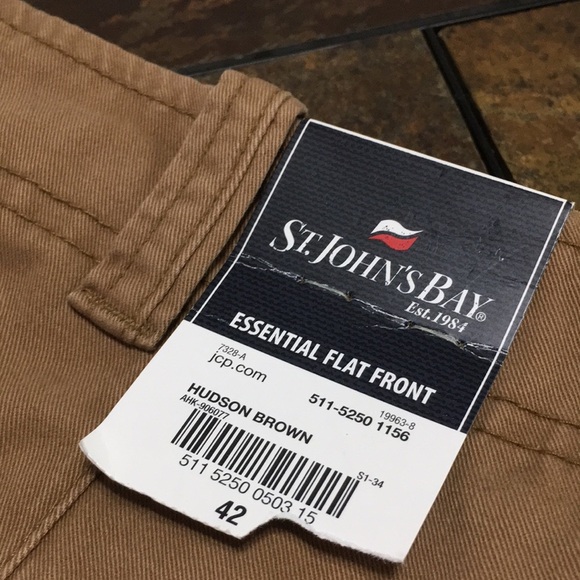 ST. JOHN'S BAY®
Est. 1984
ESSENTIAL FLAT FRONT
7328-A
jcp.com
19963-8
511-5250 1156
HUDSON BROWN
AHK-906077
S1-34
511 5250 0503 15
42